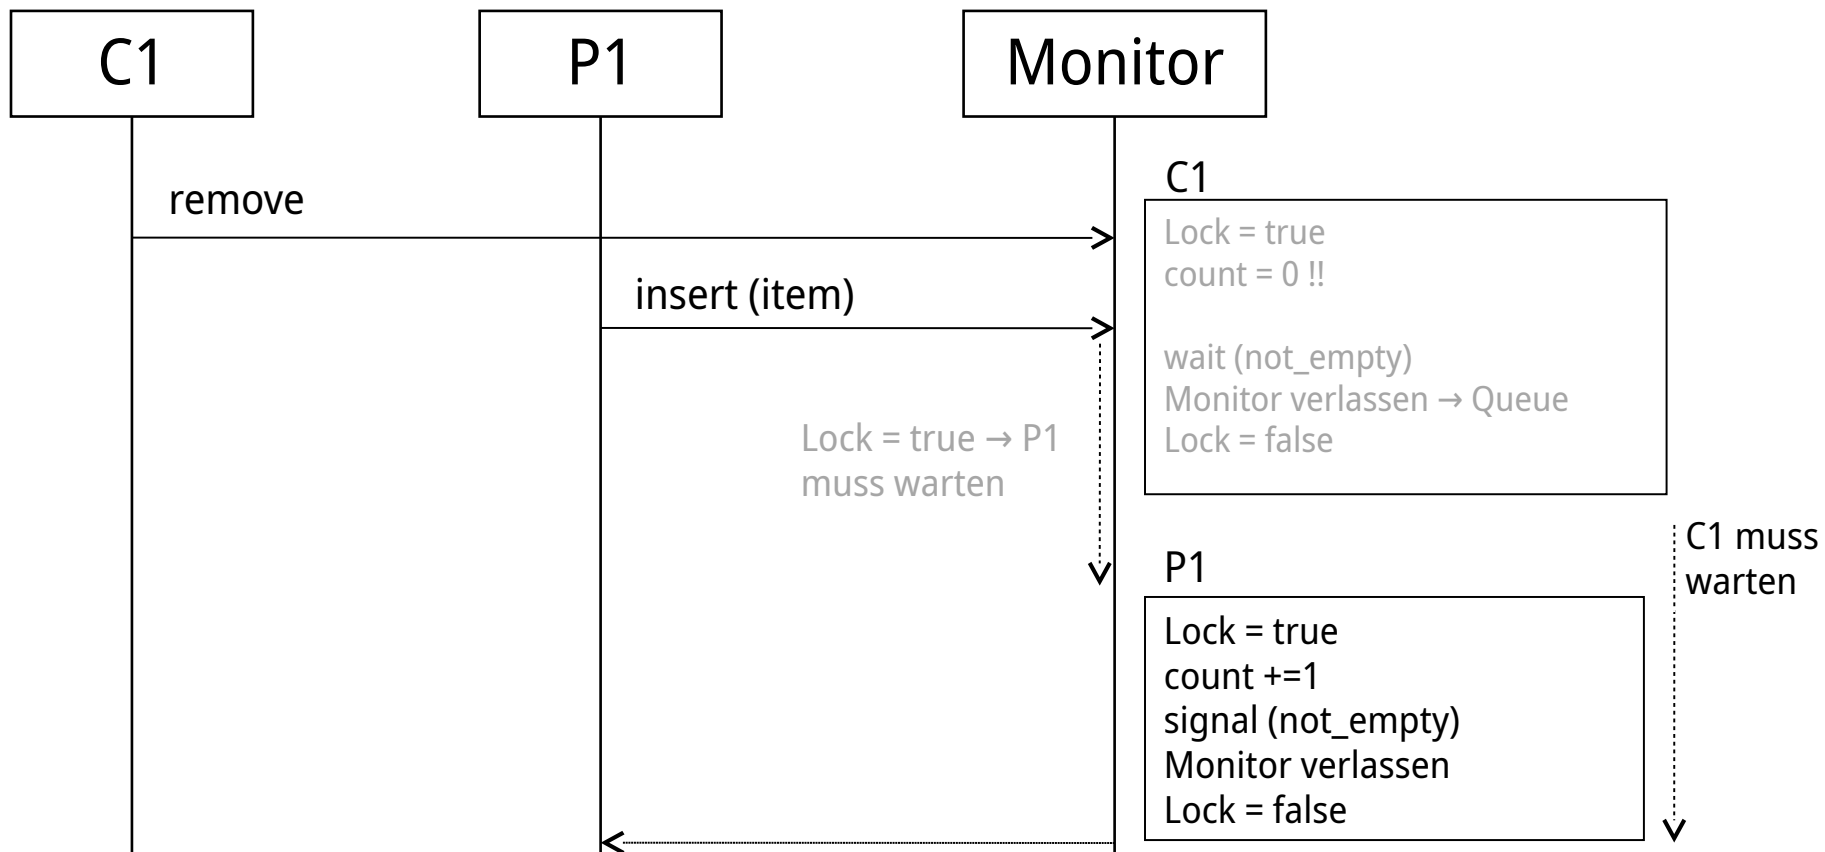 C1
P1
Monitor
C1
remove
Lock = true
count = 0 !!
insert (item)
wait (not_empty)
Monitor verlassen → Queue
Lock = false
Lock = true → P1
muss warten
C1 muss
warten
P1
Lock = true
count +=1
signal (not_empty)
Monitor verlassen
Lock = false